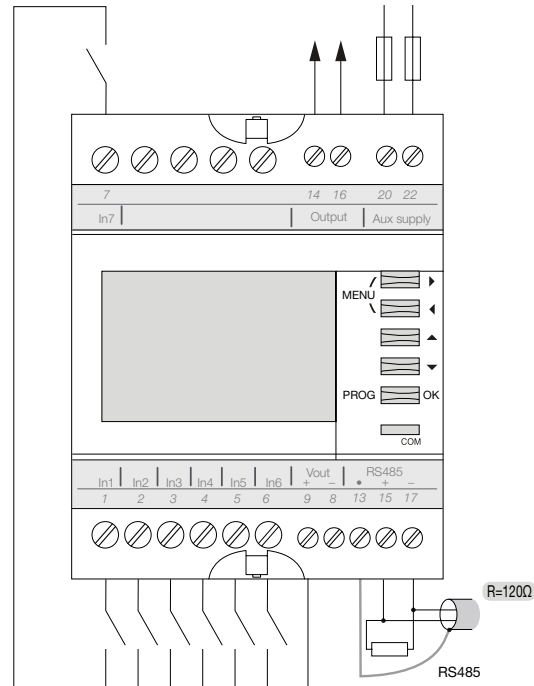 7 14 16 20 22
In7 Output Aux supply
MENU
PROG OK
COM
In1 In2 In3 In4 In5 In6 Vout + − RS485 • + −
1 2 3 4 5 6 9 8 13 15 17
R=120Ω
RS485